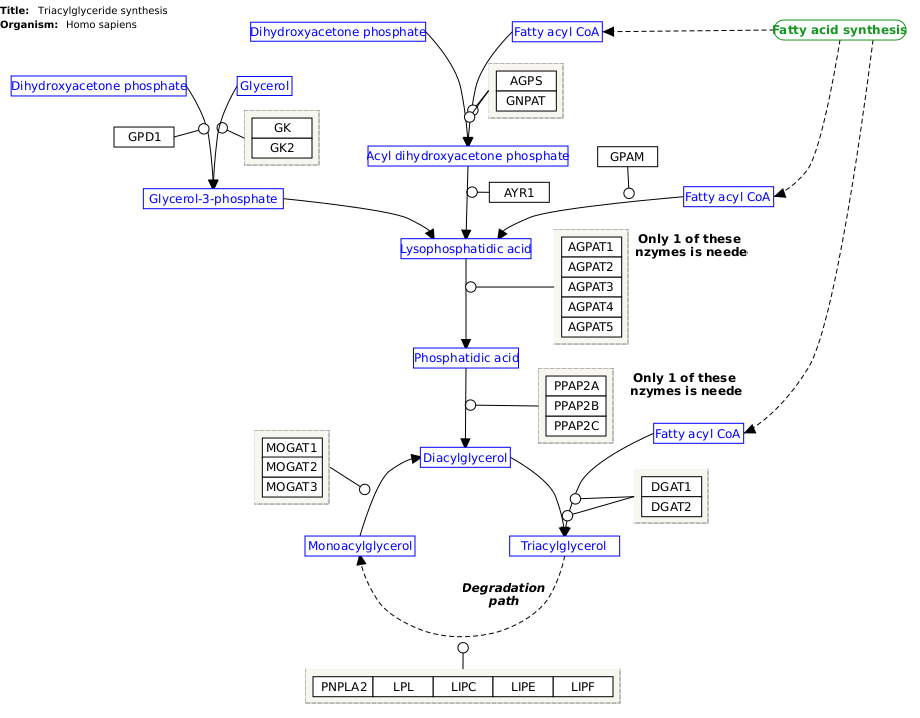 Title: Triacylglyceride synthesis
Organism: Homo sapiens
Dihydroxyacetone phosphate
Fatty acyl CoA
Fatty acid synthesis
Dihydroxyacetone phosphate
Glycerol
AGPS
GNPAT
GPD1
GK
GK2
Acyl dihydroxyacetone phosphate
GPAM
AYR1
Glycerol-3-phosphate
Fatty acyl CoA
Lysophosphatidic acid
AGPAT1
AGPAT2
AGPAT3
AGPAT4
AGPAT5
Only 1 of these
nzymes is neede
Phosphatidic acid
PPAP2A
PPAP2B
PPAP2C
Only 1 of these
nzymes is neede
Fatty acyl CoA
MOGAT1
MOGAT2
MOGAT3
Diacylglycerol
DGAT1
DGAT2
Monoacylglycerol
Triacylglycerol
Degradation
path
PNPLA2 LPL LIPC LIPE LIPF